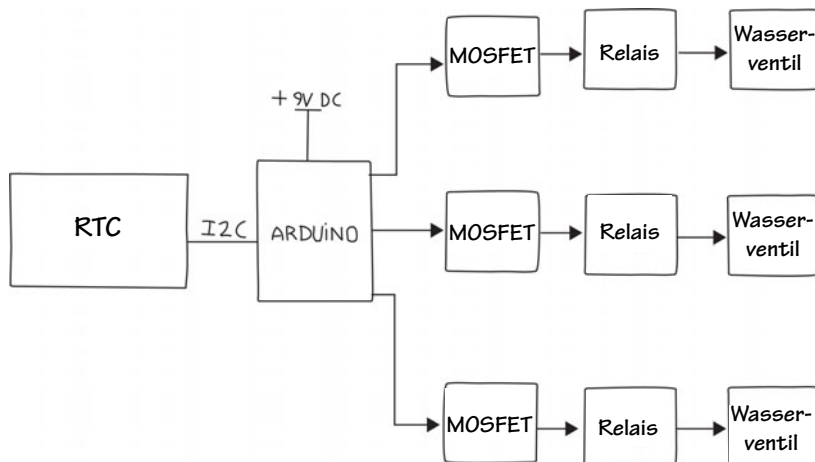 MOSFET
Relais
Wasser-
ventil
+9V DC
RTC
I2C
ARDUiNO
MOSFET
Relais
Wasser-
ventil
MOSFET
Relais
Wasser-
ventil